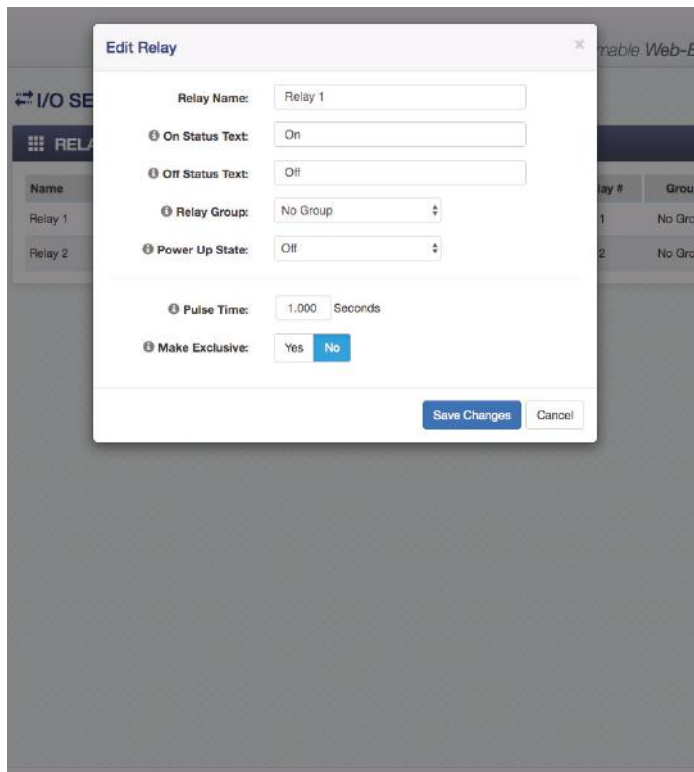 Edit Relay
×
Web-
I/O SE
RELA
Name
Relay 1
Relay 2
Relay Name:
Relay 1
On Status Text:
On
Off Status Text:
Off
Relay Group:
No Group
Power Up State:
Off
Pulse Time:
1.000 Seconds
Make Exclusive:
Yes No
Save Changes
Cancel
lay #
Grou
1
No Gro
2
No Gro